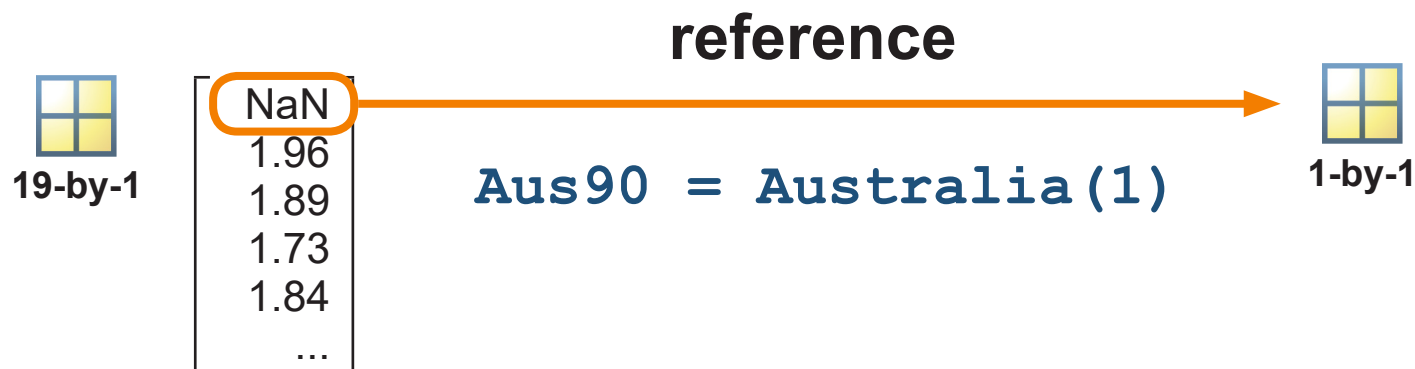 reference
19-by-1
NaN
1.96
1.89
1.73
1.84
...
Aus90 = Australia(1)
1-by-1